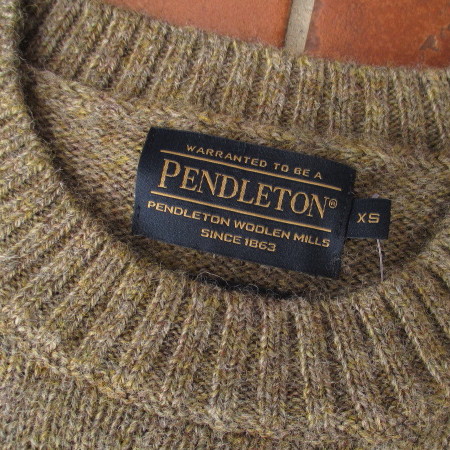 WARRANTED TO BE A
PENDLETON®
PENDLETON WOOLEN MILLS
SINCE 1863
XS